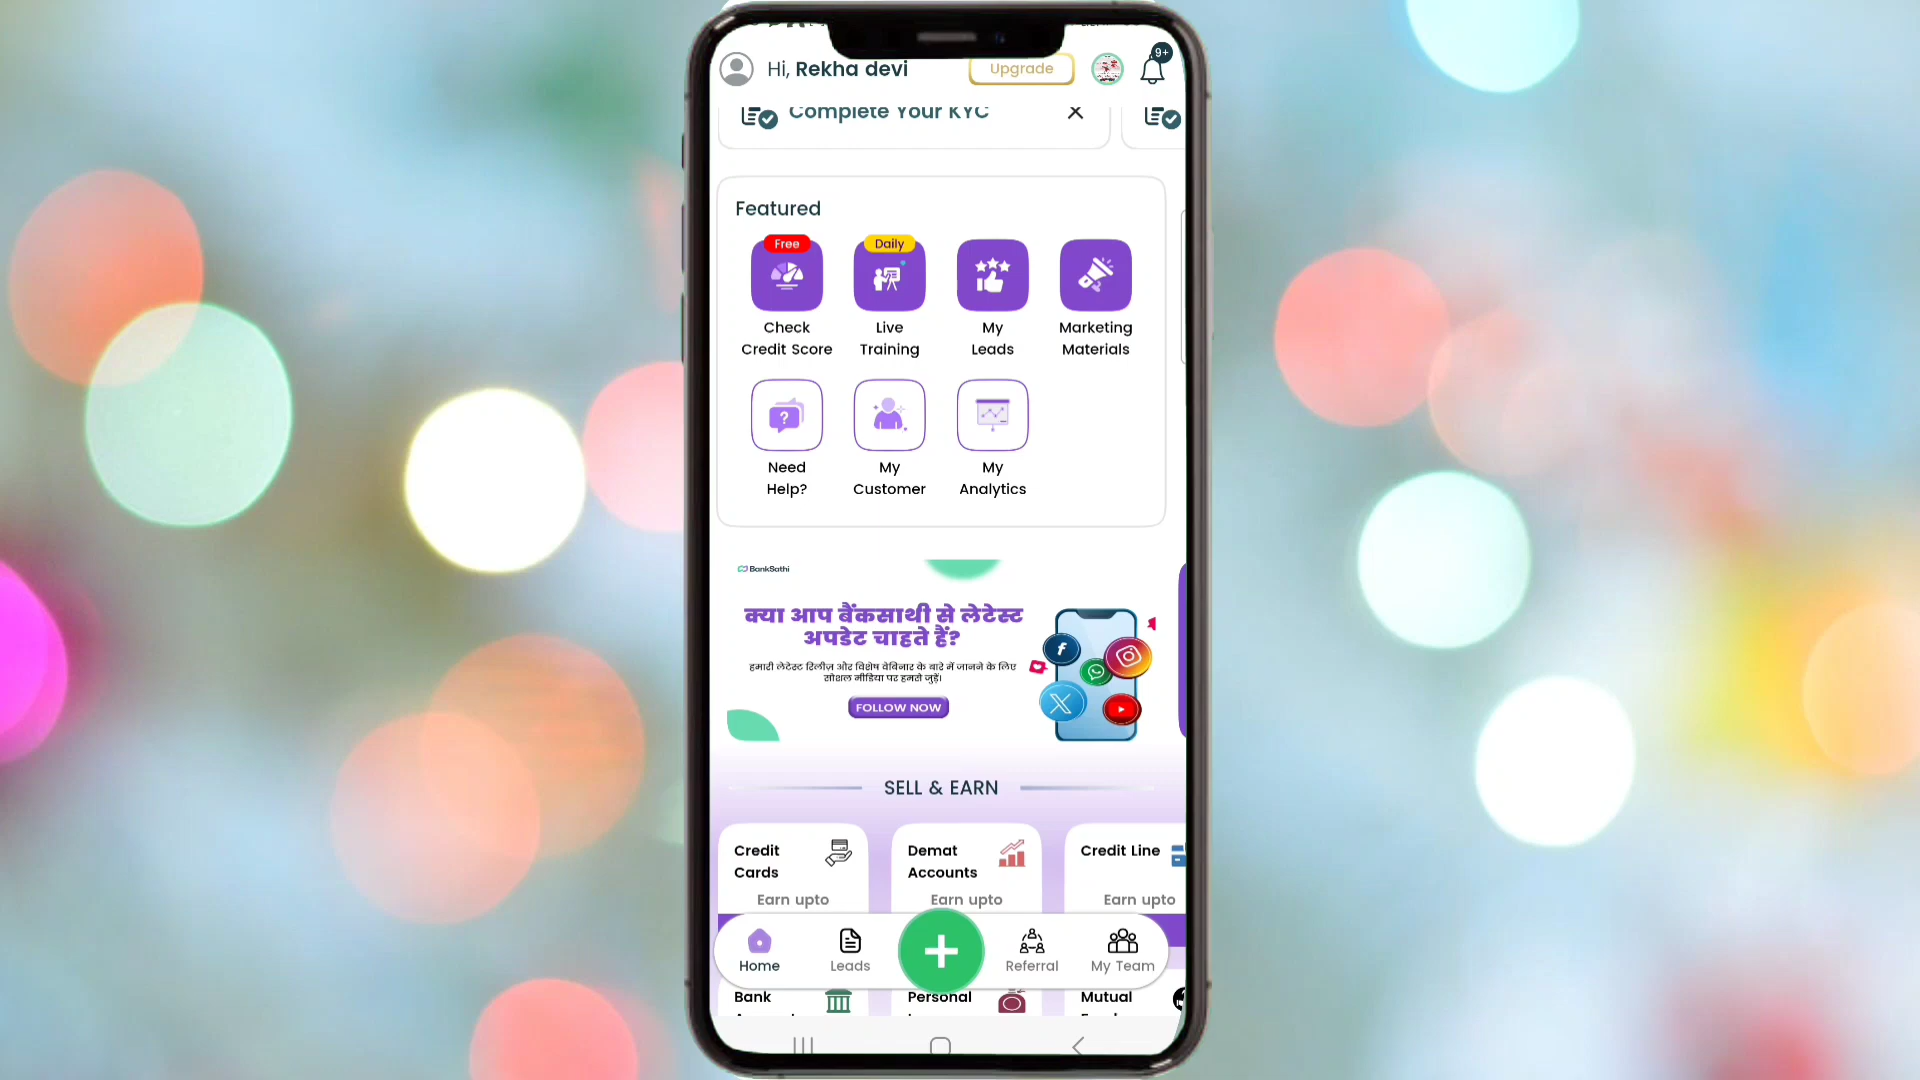 Hi, Rekha devi
Upgrade
9+
Complete Your KYC
Featured
Free
Daily
Check
Credit Score
Live
Training
My
Leads
Marketing
Materials
Need
Help?
My
Customer
My
Analytics
BankSathi
क्या आप बैंकसाथी से लेटेस्ट
अपडेट चाहते हैं?
हमारी लेटेस्ट रिलीज़ और विशेष वेबिनार के बारे में जानने के लिए
सोशल मीडिया पर हमसे जुड़ें।
FOLLOW NOW
SELL & EARN
Credit
Cards
Earn upto
Demat
Accounts
Earn upto
Credit Line
Earn upto
Home
Leads
Referral
My Team
Bank
Personal
Mutual